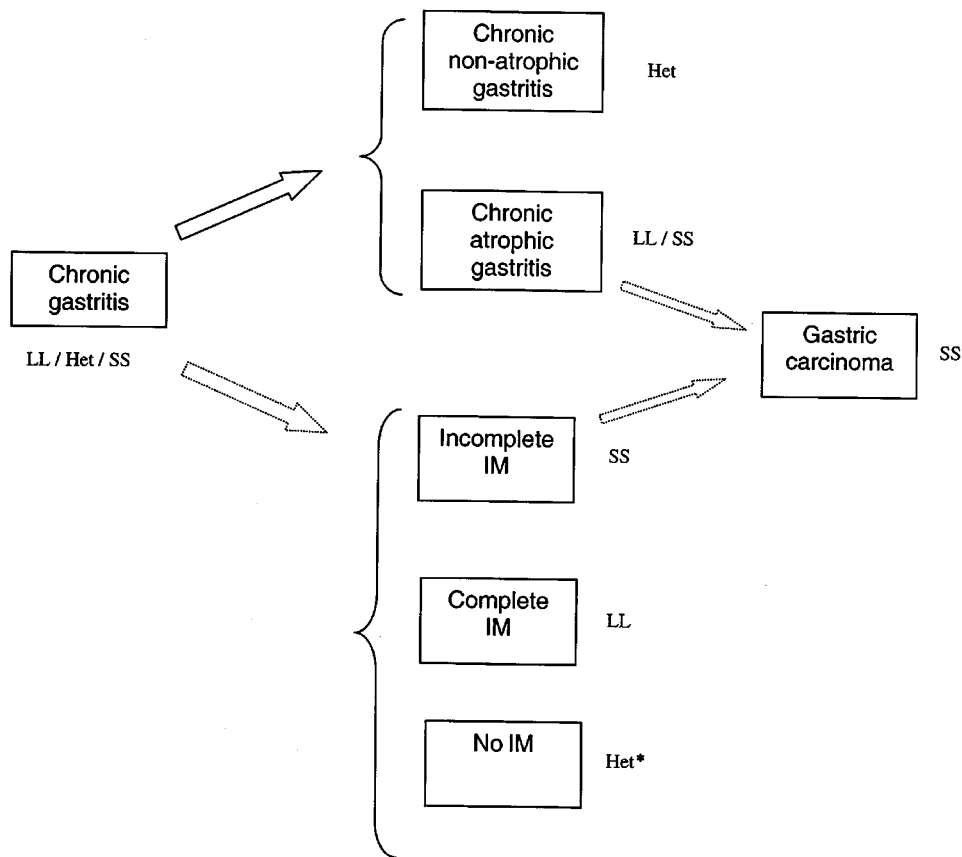 Chronic
non-atrophic
gastritis
Het
Chronic
atrophic
gastritis
LL / SS
Chronic
gastritis
LL / Het / SS
Gastric
carcinoma
SS
Incomplete
IM
SS
Complete
IM
LL
No IM
Het*